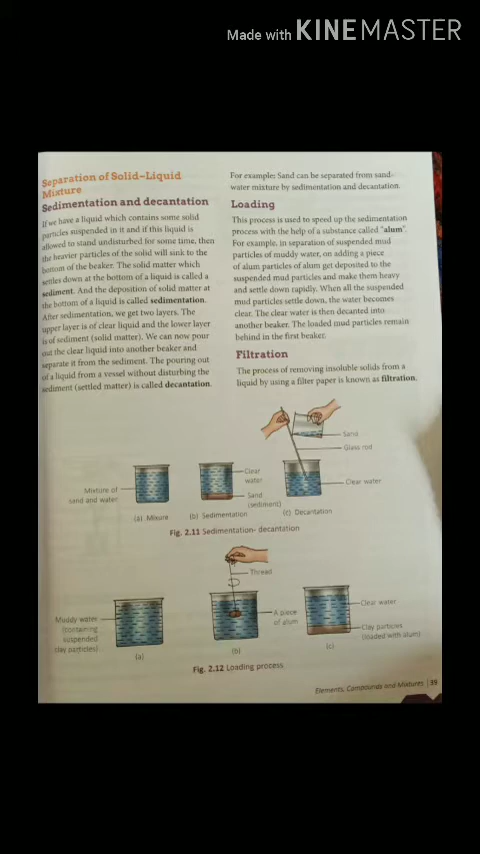 Made with KINEMASTER
Separation of Solid–Liquid
Mixture
Sedimentation and decantation
If we have a liquid which contains some solid
particles suspended in it and if this liquid is
allowed to stand undisturbed for some time, then
the heavier particles of the solid will sink to the
bottom of the beaker. The solid matter which
settles down at the bottom of a liquid is called a
sediment. And the deposition of solid matter at
the bottom of a liquid is called sedimentation.
After sedimentation, we get two layers. The
upper layer is of clear liquid and the lower layer
is of sediment (solid matter). We can now pour
out the clear liquid into another beaker and
separate it from the sediment. The pouring out
of a liquid from a vessel without disturbing the
sediment (settled matter) is called decantation.
For example: Sand can be separated from sand-
water mixture by sedimentation and decantation.
Loading
This process is used to speed up the sedimentation
process with the help of a substance called "alum".
For example, in separation of suspended mud
particles of muddy water, on adding a piece
of alum particles of alum get deposited to the
suspended mud particles and make them heavy
and settle down rapidly. When all the suspended
mud particles settle down, the water becomes
clear. The clear water is then decanted into
another beaker. The loaded mud particles remain
behind in the first beaker.
Filtration
The process of removing insoluble solids from a
liquid by using a filter paper is known as filtration.
Sand
Glass rod
Clear water
Clear
water
Sand
(sediment)
Mixture of
sand and water
(a) Mixure
(b) Sedimentation
(c) Decantation
Fig. 2.11 Sedimentation- decantation
Thread
Muddy water
(containing
suspended
clay particles)
A piece
of alum
Clear water
Clay particles
(loaded with alum)
(a)
(b)
(c)
Fig. 2.12 Loading process
Elements, Compounds and Mixtures | 39